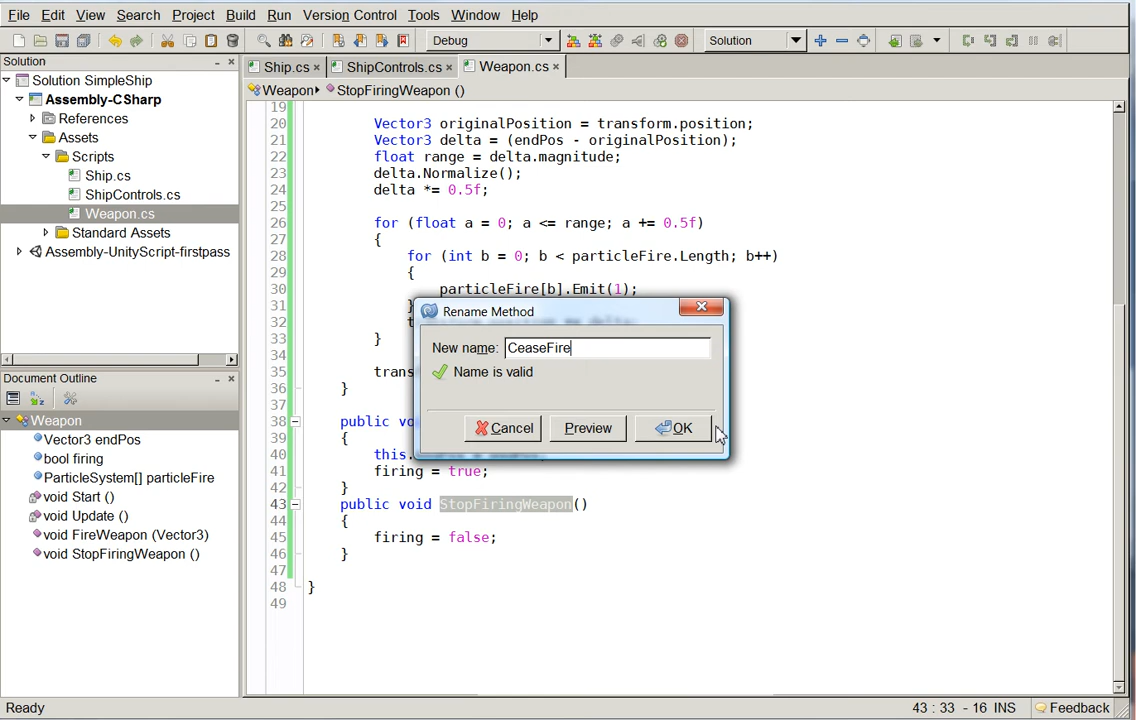 File Edit View Search Project Build Run Version Control Tools Window Help
Debug Solution
Solution
Ship.cs × ShipControls.cs × Weapon.cs ×
Solution SimpleShip
Weapon StopFiringWeapon ()
Assembly-CSharp
References
Assets
Scripts
Ship.cs
ShipControls.cs
Weapon.cs
Standard Assets
Assembly-UnityScript-firstpass
Document Outline
Weapon
Vector3 endPos
bool firing
ParticleSystem[] particleFire
void Start ()
void Update ()
void FireWeapon (Vector3)
void StopFiringWeapon ()
19
20 Vector3 originalPosition = transform.position;
21 Vector3 delta = (endPos - originalPosition);
22 float range = delta.magnitude;
23 delta.Normalize();
24 delta *= 0.5f;
25
26 for (float a = 0; a <= range; a += 0.5f)
27 {
28 for (int b = 0; b < particleFire.Length; b++)
29 {
30 particleFire[b].Emit(1);
31 }
32
33 }
34
35 trans
36 }
37
38 public vo
39 {
40 this.
41 firing = true;
42 }
43 public void StopFiringWeapon()
44 {
45 firing = false;
46 }
47
48 }
49
Rename Method
New name: CeaseFire
Name is valid
Cancel Preview OK
Ready 43 : 33 - 16 INS Feedback